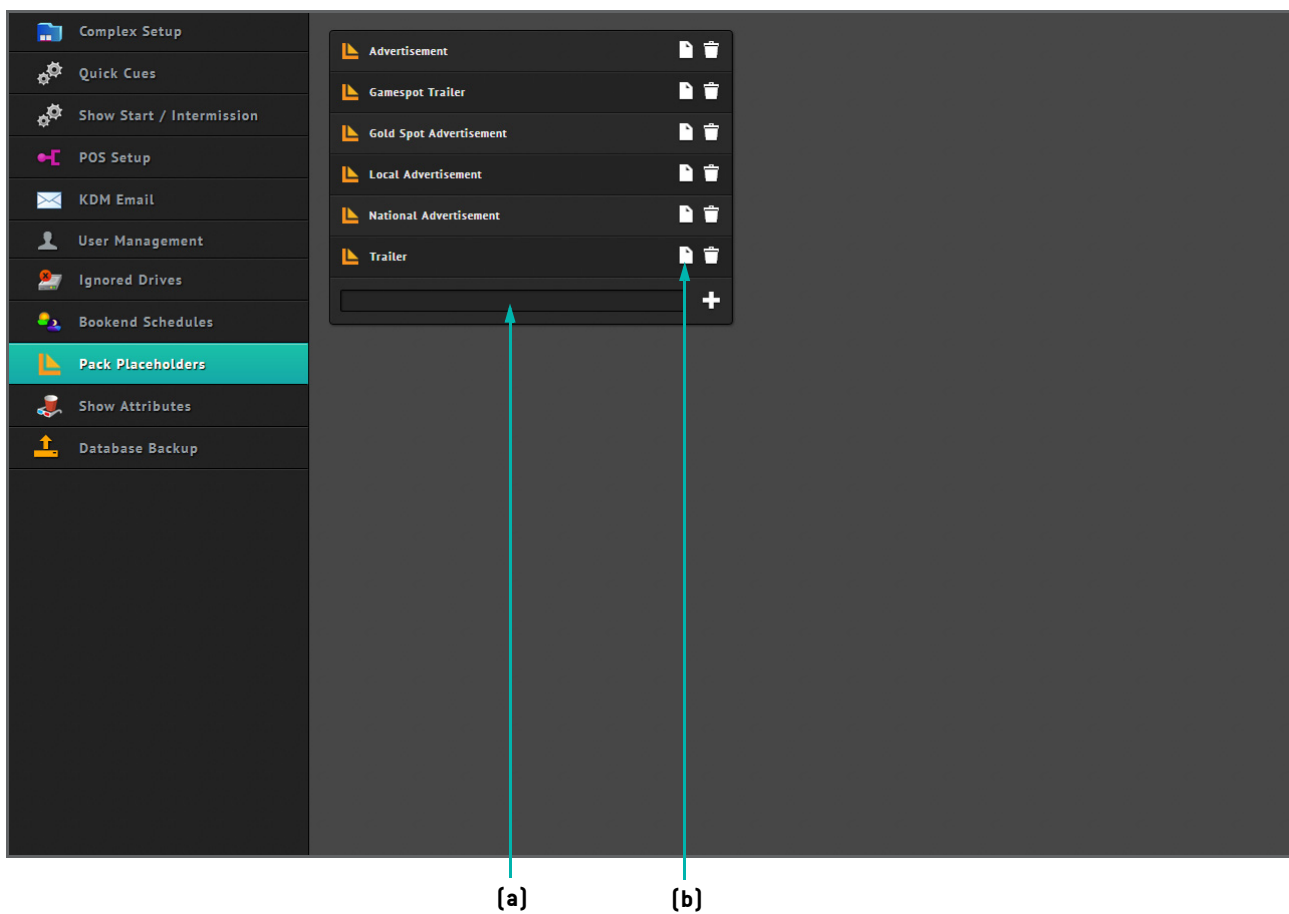 Complex Setup
Quick Cues
Show Start / Intermission
POS Setup
KDM Email
User Management
Ignored Drives
Bookend Schedules
Pack Placeholders
Show Attributes
Database Backup
Advertisement
Gamespot Trailer
Gold Spot Advertisement
Local Advertisement
National Advertisement
Trailer
(a) (b)